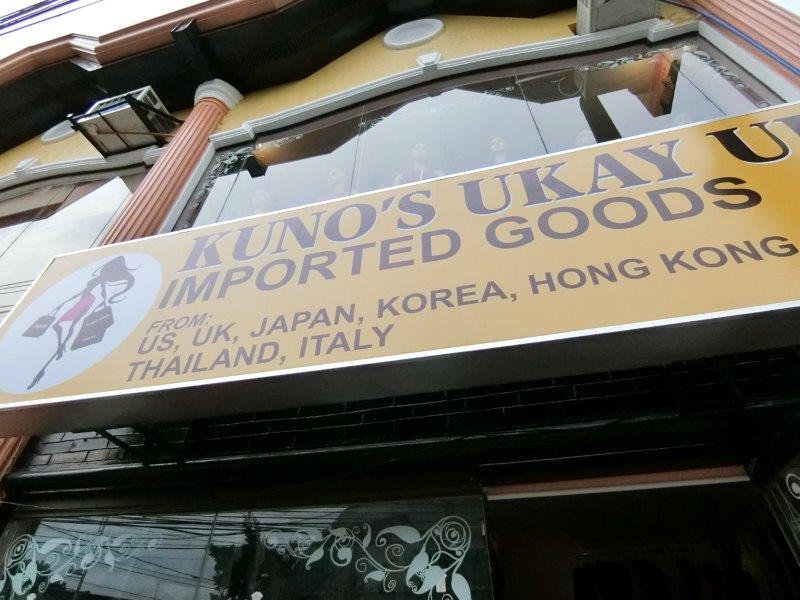 KUNO'S UKAY U
IMPORTED GOODS
FROM:
US, UK, JAPAN, KOREA, HONG KONG
THAILAND, ITALY